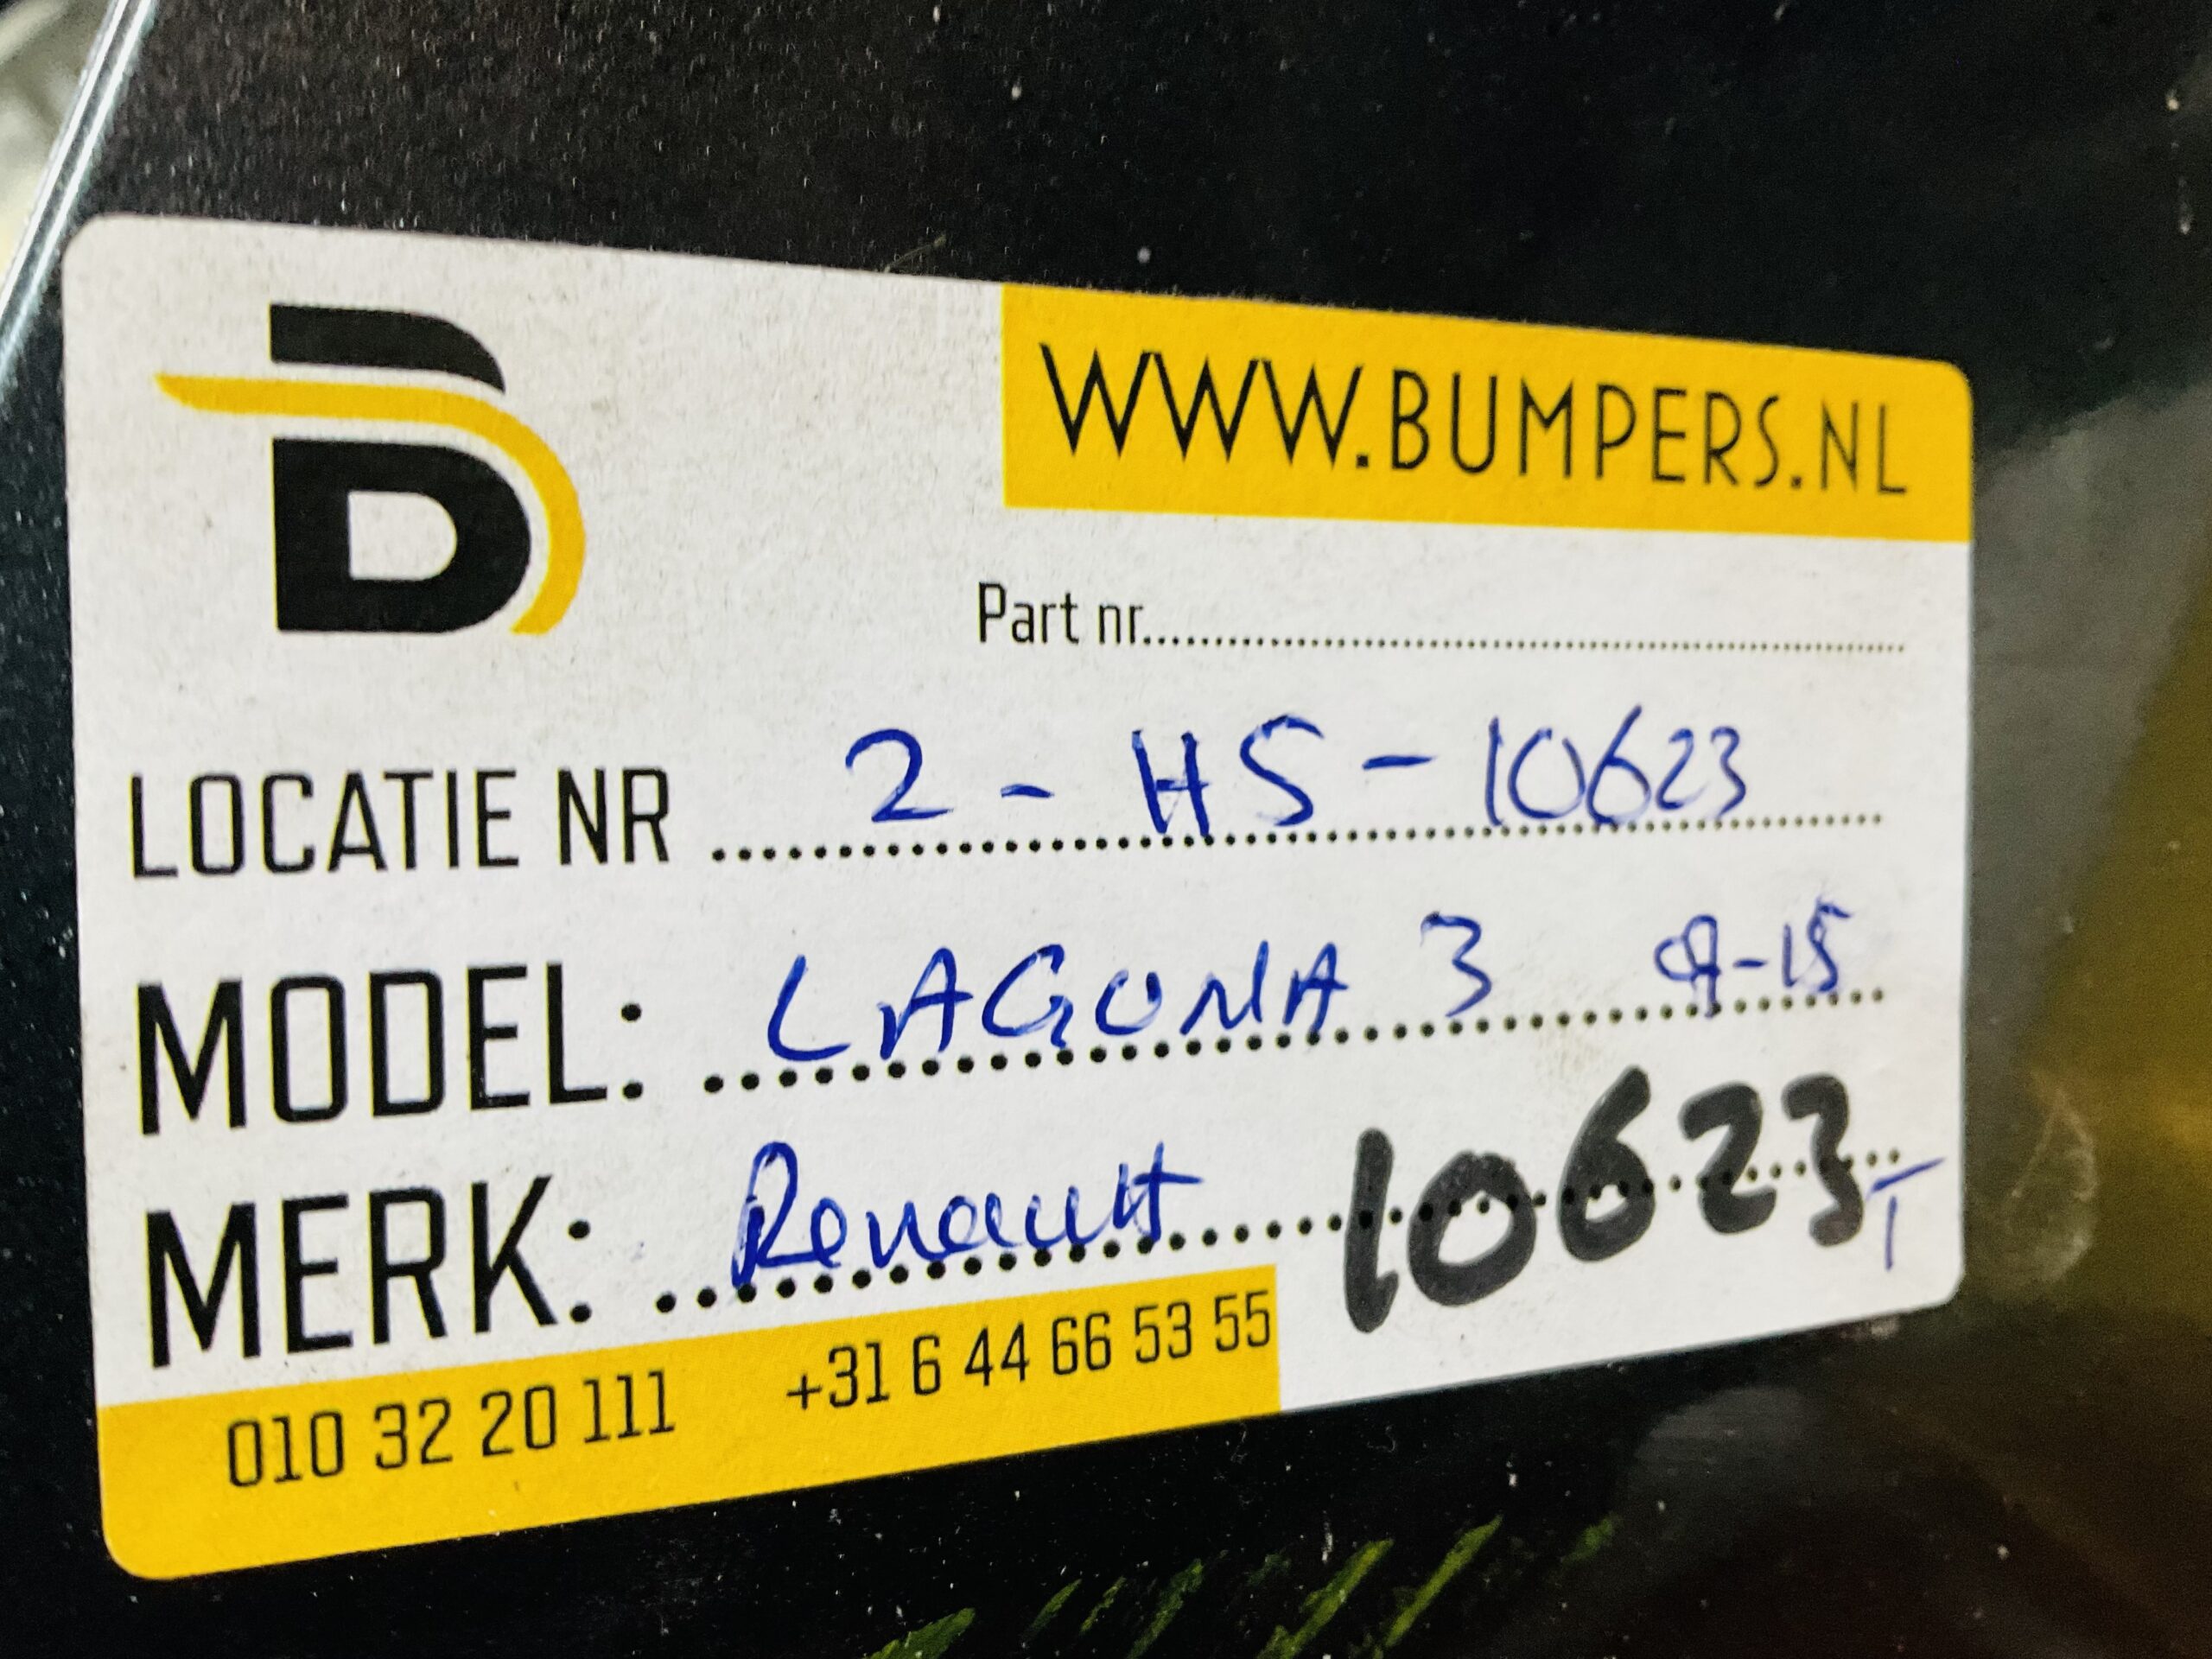 B
WWW.BUMPERS.NL
Part nr..........
LOCATIE NR 2 - HS - 10623
MODEL: LAGUNA 3 09-15
MERK: Renault 10623 T
010 32 20 111 +31 6 44 66 53 55